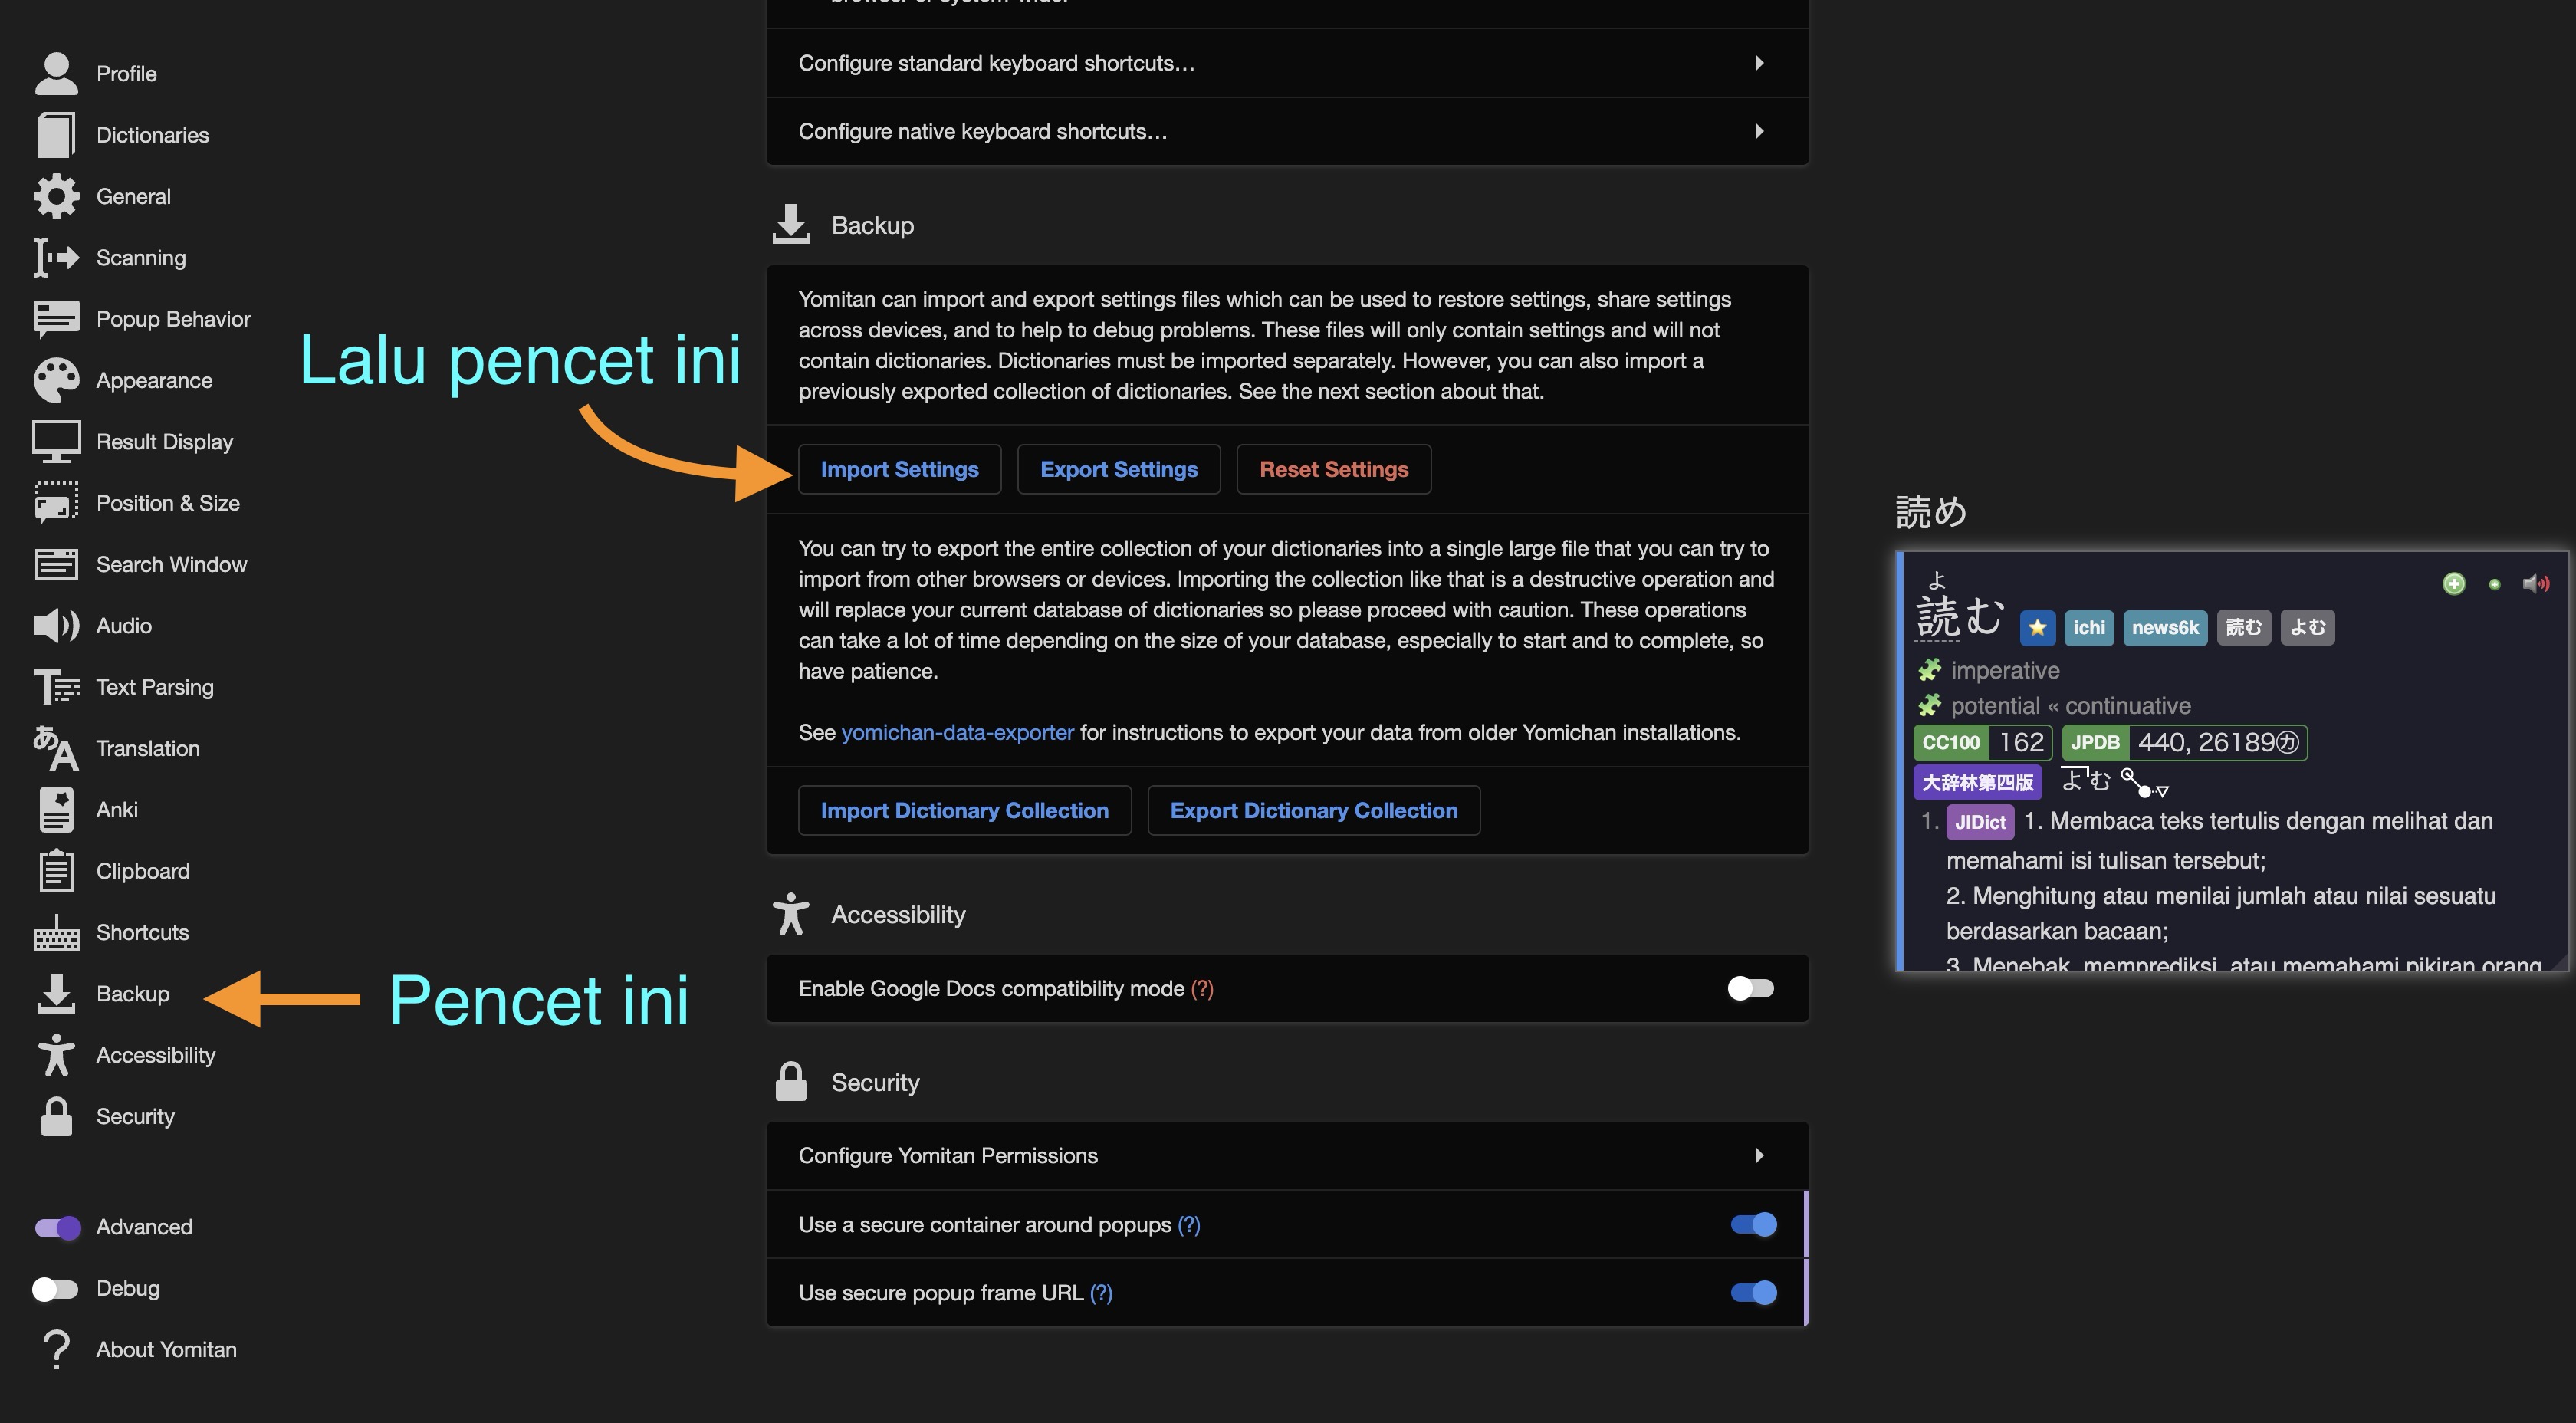 Profile
Dictionaries
General
Scanning
Popup Behavior
Appearance
Result Display
Position & Size
Search Window
Audio
Text Parsing
Translation
Anki
Clipboard
Shortcuts
Backup
Accessibility
Security
Advanced
Debug
About Yomitan
Lalu pencet ini
Pencet ini
browser or system-wide.
Configure standard keyboard shortcuts…
Configure native keyboard shortcuts…
Backup
Yomitan can import and export settings files which can be used to restore settings, share settings
across devices, and to help to debug problems. These files will only contain settings and will not
contain dictionaries. Dictionaries must be imported separately. However, you can also import a
previously exported collection of dictionaries. See the next section about that.
Import Settings Export Settings Reset Settings
You can try to export the entire collection of your dictionaries into a single large file that you can try to
import from other browsers or devices. Importing the collection like that is a destructive operation and
will replace your current database of dictionaries so please proceed with caution. These operations
can take a lot of time depending on the size of your database, especially to start and to complete, so
have patience.
See yomichan-data-exporter for instructions to export your data from older Yomichan installations.
Import Dictionary Collection Export Dictionary Collection
Accessibility
Enable Google Docs compatibility mode (?)
Security
Configure Yomitan Permissions
Use a secure container around popups (?)
Use secure popup frame URL (?)
読め
よ
読む ichi news6k 読む よむ
imperative
potential « continuative
CC100 162 JPDB 440, 26189㋕
大辞林第四版 よむ
1. JIDict 1. Membaca teks tertulis dengan melihat dan
memahami isi tulisan tersebut;
2. Menghitung atau menilai jumlah atau nilai sesuatu
berdasarkan bacaan;
3. Menebak, memprediksi, atau memahami pikiran orang